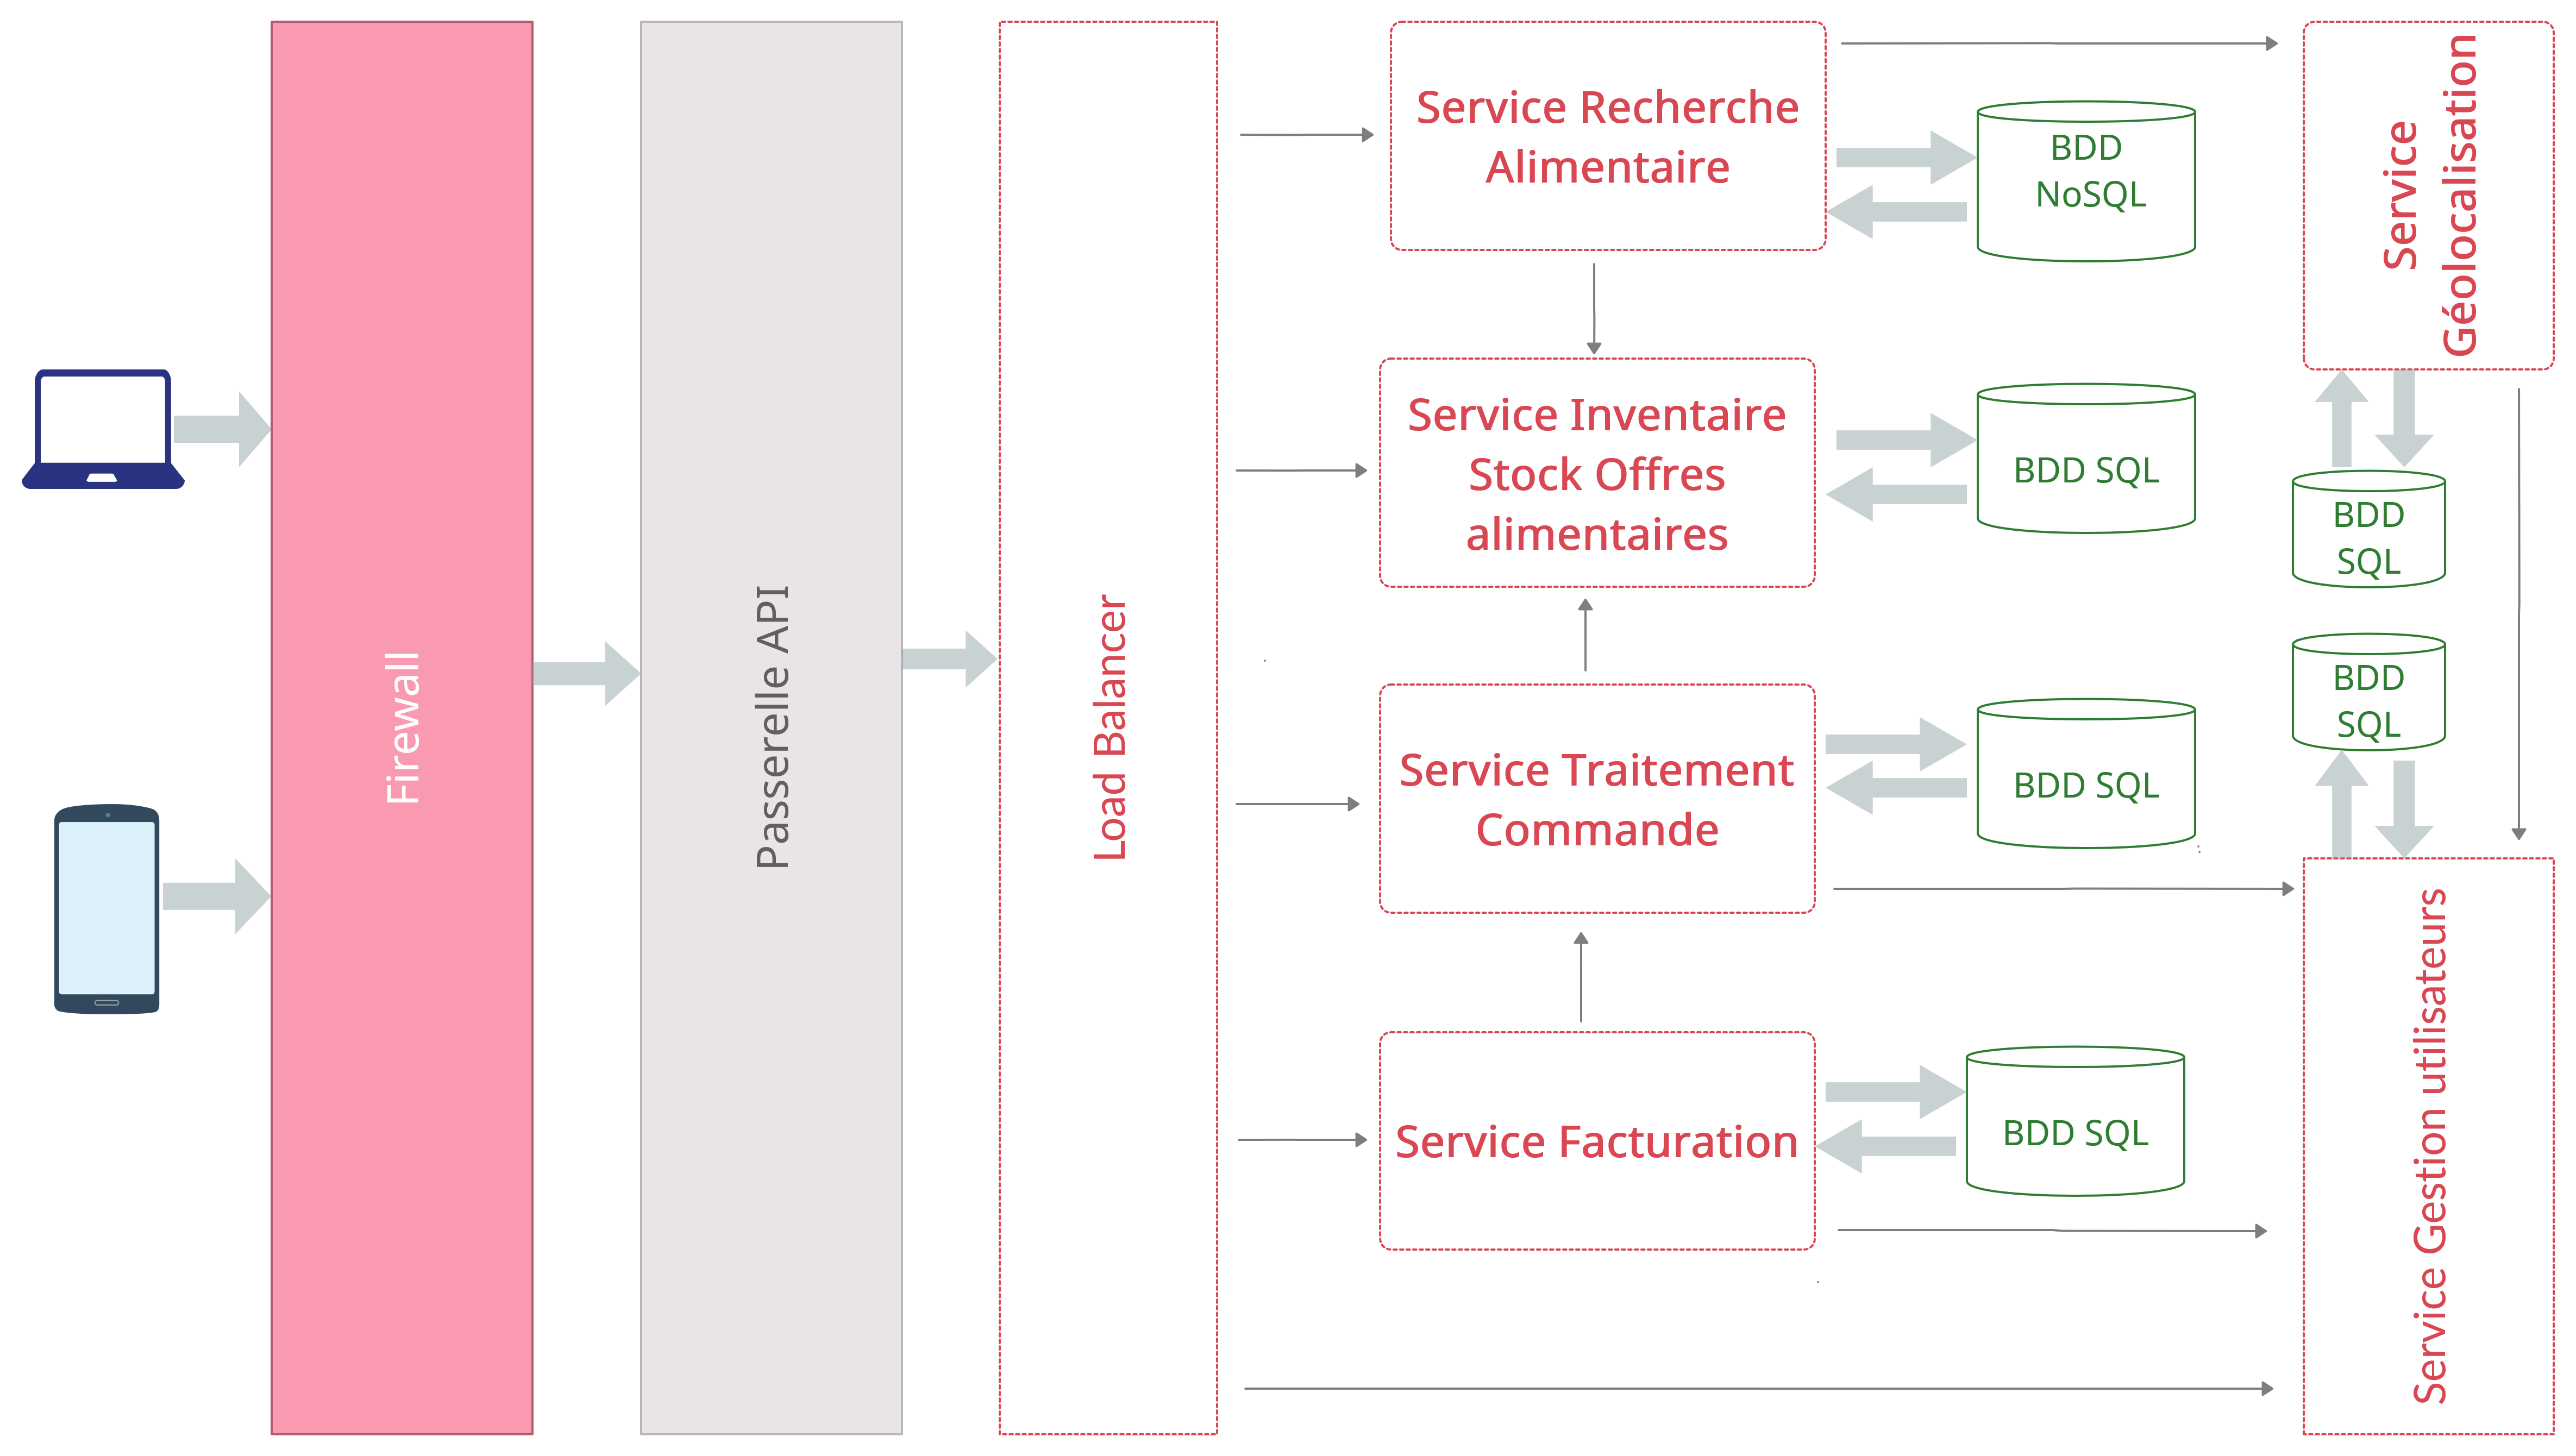 Firewall
Passerelle API
Load Balancer
Service Recherche
Alimentaire
BDD
NoSQL
Service
Géolocalisation
Service Inventaire
Stock Offres
alimentaires
BDD SQL
BDD
SQL
BDD
SQL
Service Traitement
Commande
BDD SQL
Service Facturation
BDD SQL
Service Gestion utilisateurs